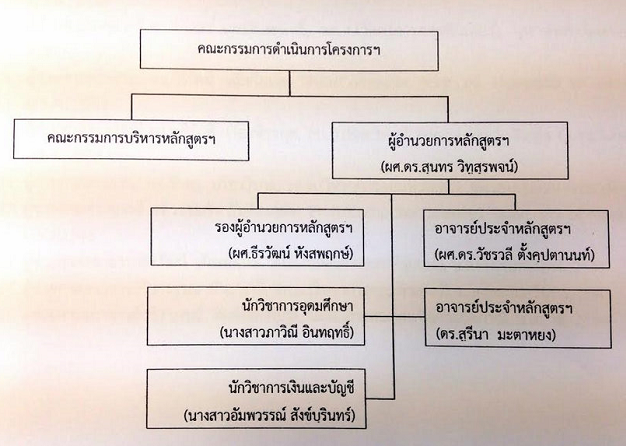 คณะกรรมการดำเนินการโครงการฯ
คณะกรรมการบริหารหลักสูตรฯ
ผู้อำนวยการหลักสูตรฯ
(ผศ.ดร.สุนทร วิทูสุรพจน์)
รองผู้อำนวยการหลักสูตรฯ
(ผศ.ธีรวัฒน์ หังสพฤกษ์)
อาจารย์ประจำหลักสูตรฯ
(ผศ.ดร.วัชรวลี ตั้งคุปตานนท์)
นักวิชาการอุดมศึกษา
(นางสาวภาวิณี อินทฤทธิ์)
อาจารย์ประจำหลักสูตรฯ
(ดร.สุรีนา มะตาหยง)
นักวิชาการเงินและบัญชี
(นางสาวอัมพวรรณ์ สังข์บุรินทร์)